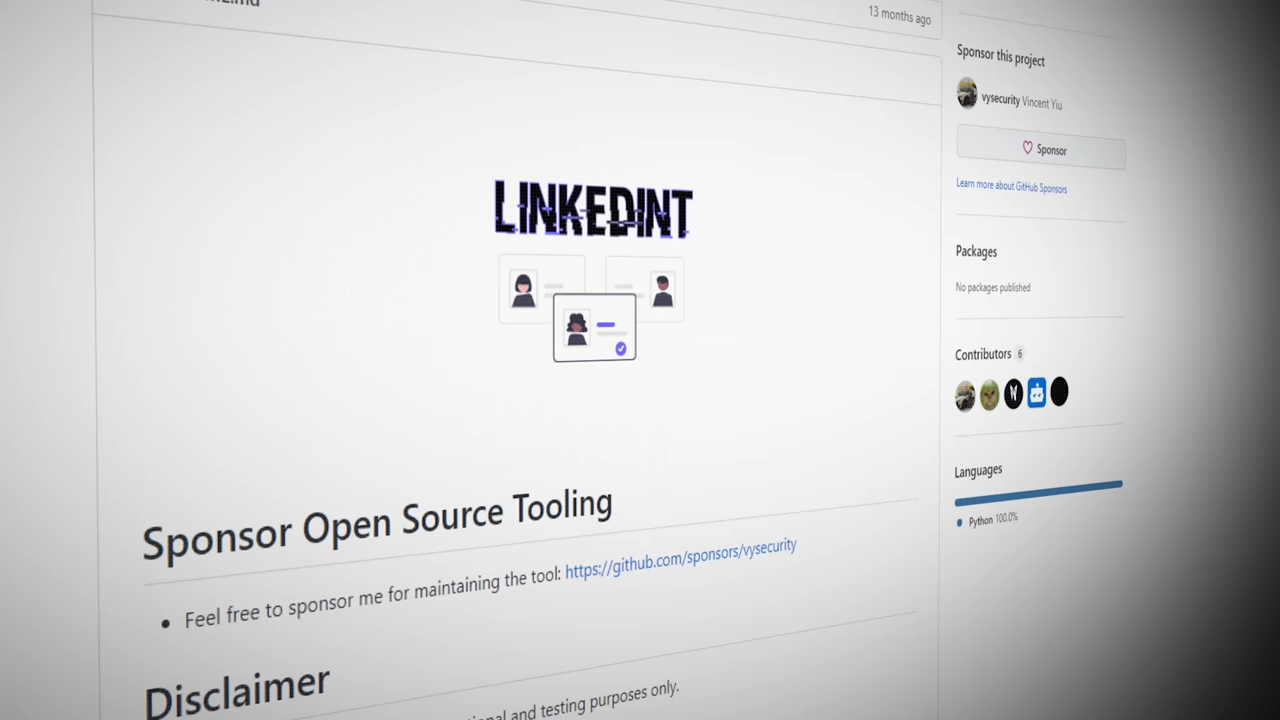 13 months ago
LINKEDINT
Sponsor Open Source Tooling
Feel free to sponsor me for maintaining the tool: https://github.com/sponsors/vysecurity
Disclaimer
and testing purposes only.
Sponsor this project
vysecurity Vincent Yiu
Sponsor
Learn more about GitHub Sponsors
Packages
No packages published
Contributors 6
Languages
Python 100.0%